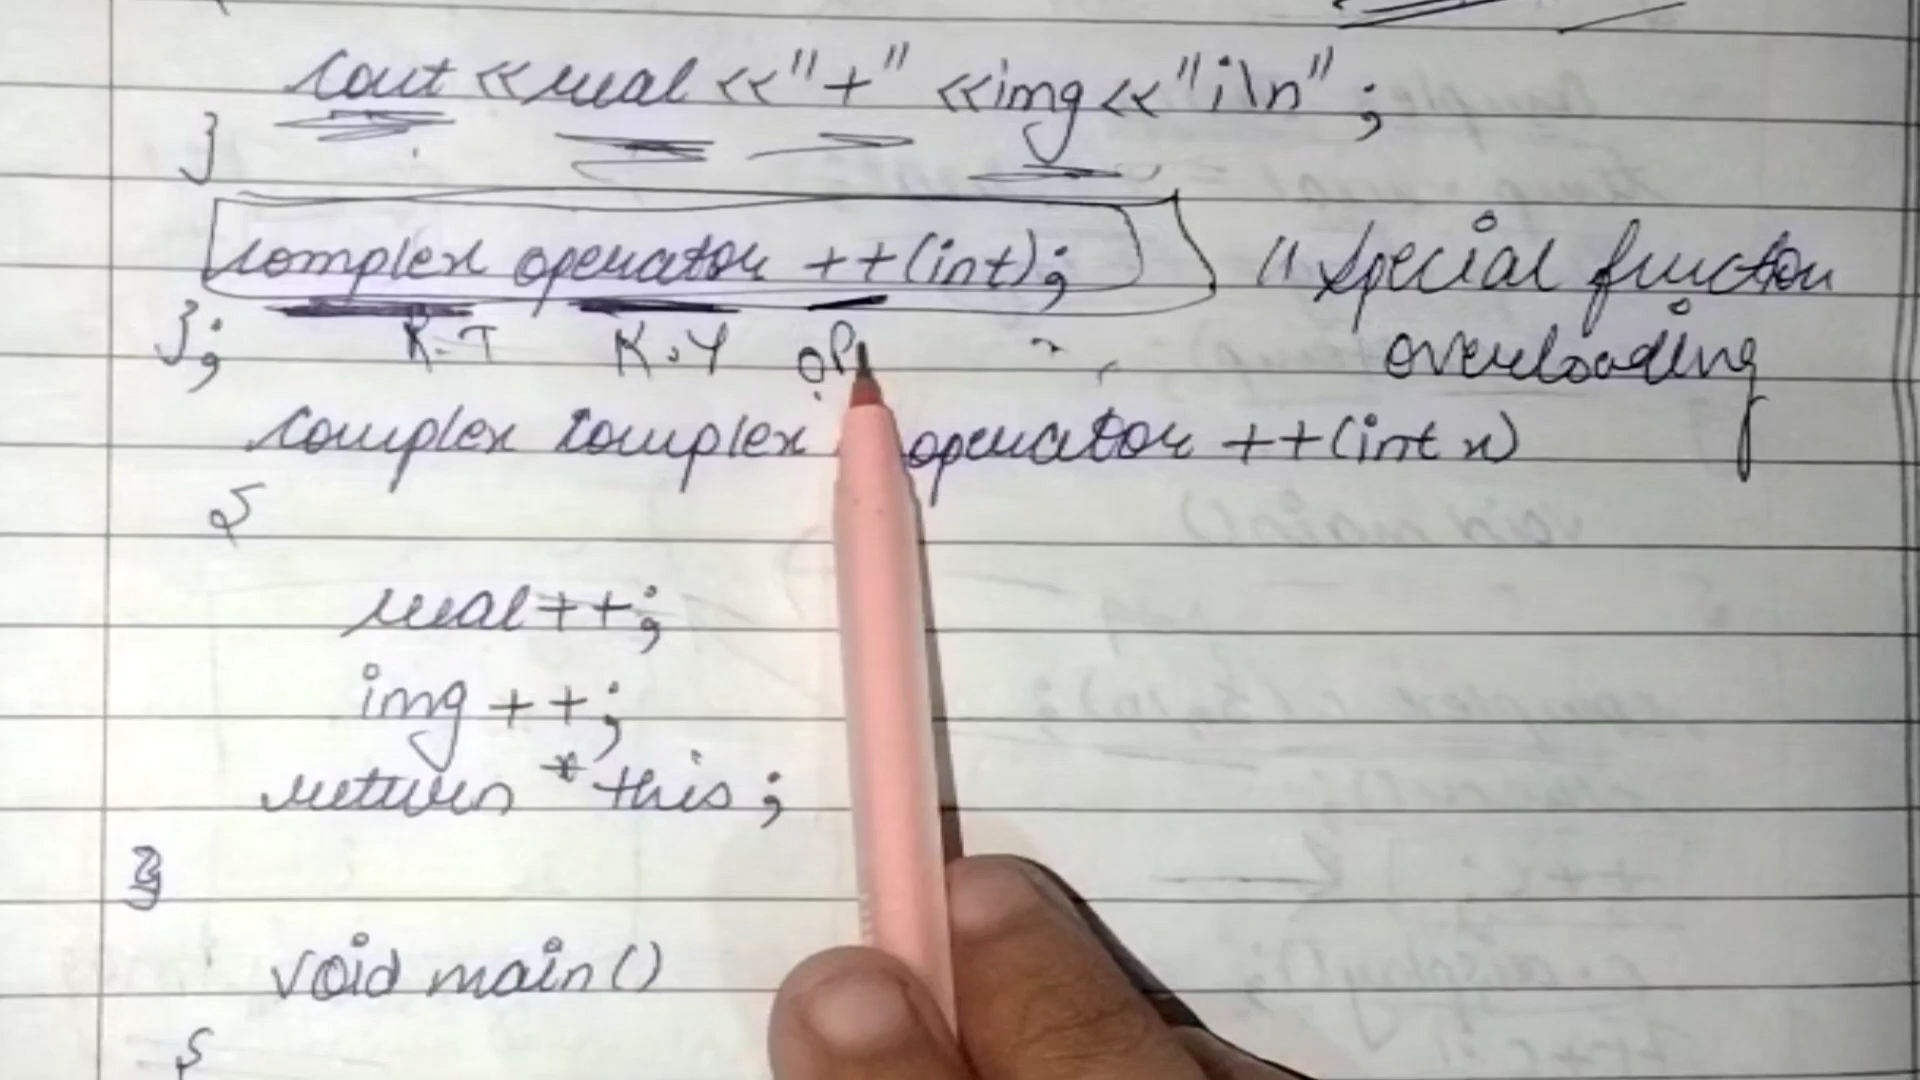 cout <<real <<"+" <<img<<"i\n";
}
complex operator ++(int); // special function
overloading
};
R.T K.Y OP
complex complex operator ++(int x)
{
real++;
img++;
return *this;
}
void main()
{